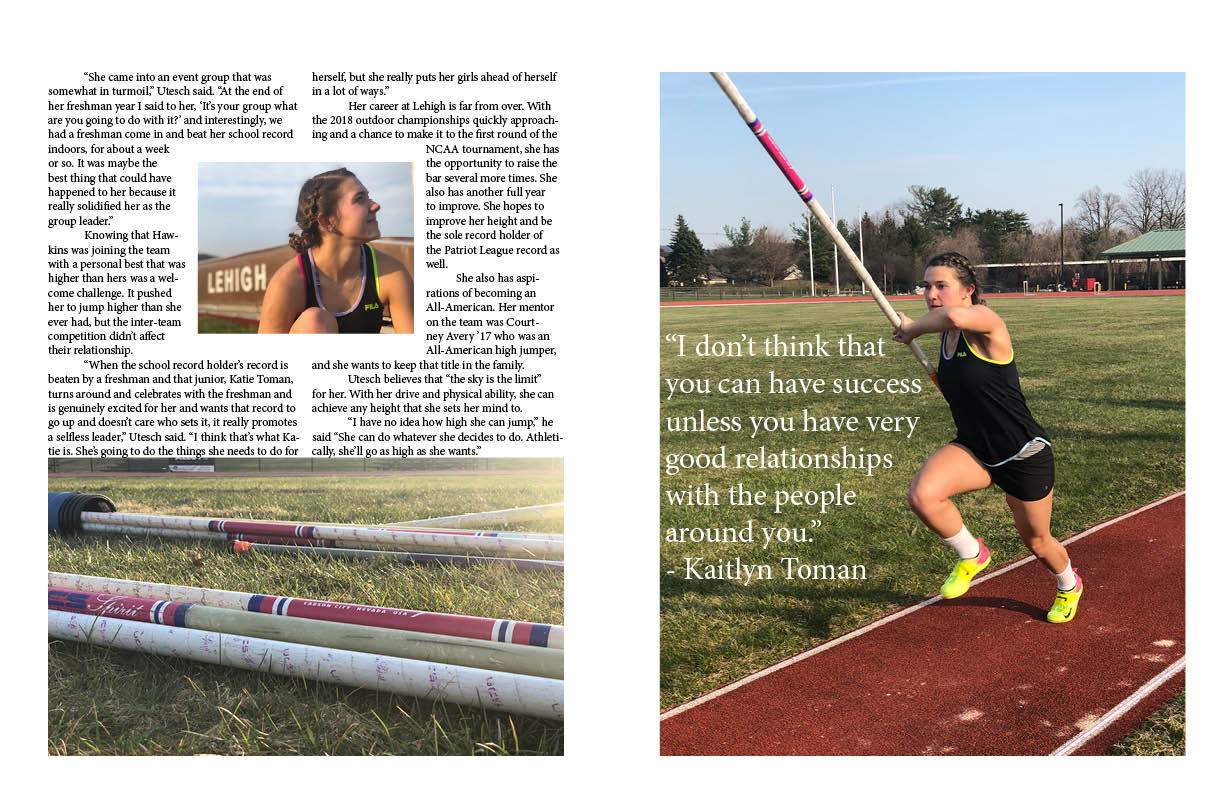 “She came into an event group that was
somewhat in turmoil,” Utesch said. “At the end of
her freshman year I said to her, ‘It’s your group what
are you going to do with it?’ and interestingly, we
had a freshman come in and beat her school record
indoors, for about a week
or so. It was maybe the
best thing that could have
happened to her because it
really solidified her as the
group leader.”
Knowing that Haw-
kins was joining the team
with a personal best that was
higher than hers was a wel-
come challenge. It pushed
her to jump higher than she
ever had, but the inter-team
competition didn’t affect
their relationship.
“When the school record holder’s record is
beaten by a freshman and that junior, Katie Toman,
turns around and celebrates with the freshman and
is genuinely excited for her and wants that record to
go up and doesn’t care who sets it, it really promotes
a selfless leader,” Utesch said. “I think that’s what Ka-
tie is. She’s going to do the things she needs to do for
herself, but she really puts her girls ahead of herself
in a lot of ways.”
Her career at Lehigh is far from over. With
the 2018 outdoor championships quickly approach-
ing and a chance to make it to the first round of the
NCAA tournament, she has
the opportunity to raise the
bar several more times. She
also has another full year
to improve. She hopes to
improve her height and be
the sole record holder of
the Patriot League record as
well.
She also has aspi-
rations of becoming an
All-American. Her mentor
on the team was Court-
ney Avery ’17 who was an
All-American high jumper,
and she wants to keep that title in the family.
Utesch believes that “the sky is the limit”
for her. With her drive and physical ability, she can
achieve any height that she sets her mind to.
“I have no idea how high she can jump,” he
said “She can do whatever she decides to do. Athleti-
cally, she’ll go as high as she wants.”
LEHIGH
FILA
Spirit
CARSON CITY NEVADA USA
“I don’t think that
you can have success
unless you have very
good relationships
with the people
around you.”
- Kaitlyn Toman
FILA